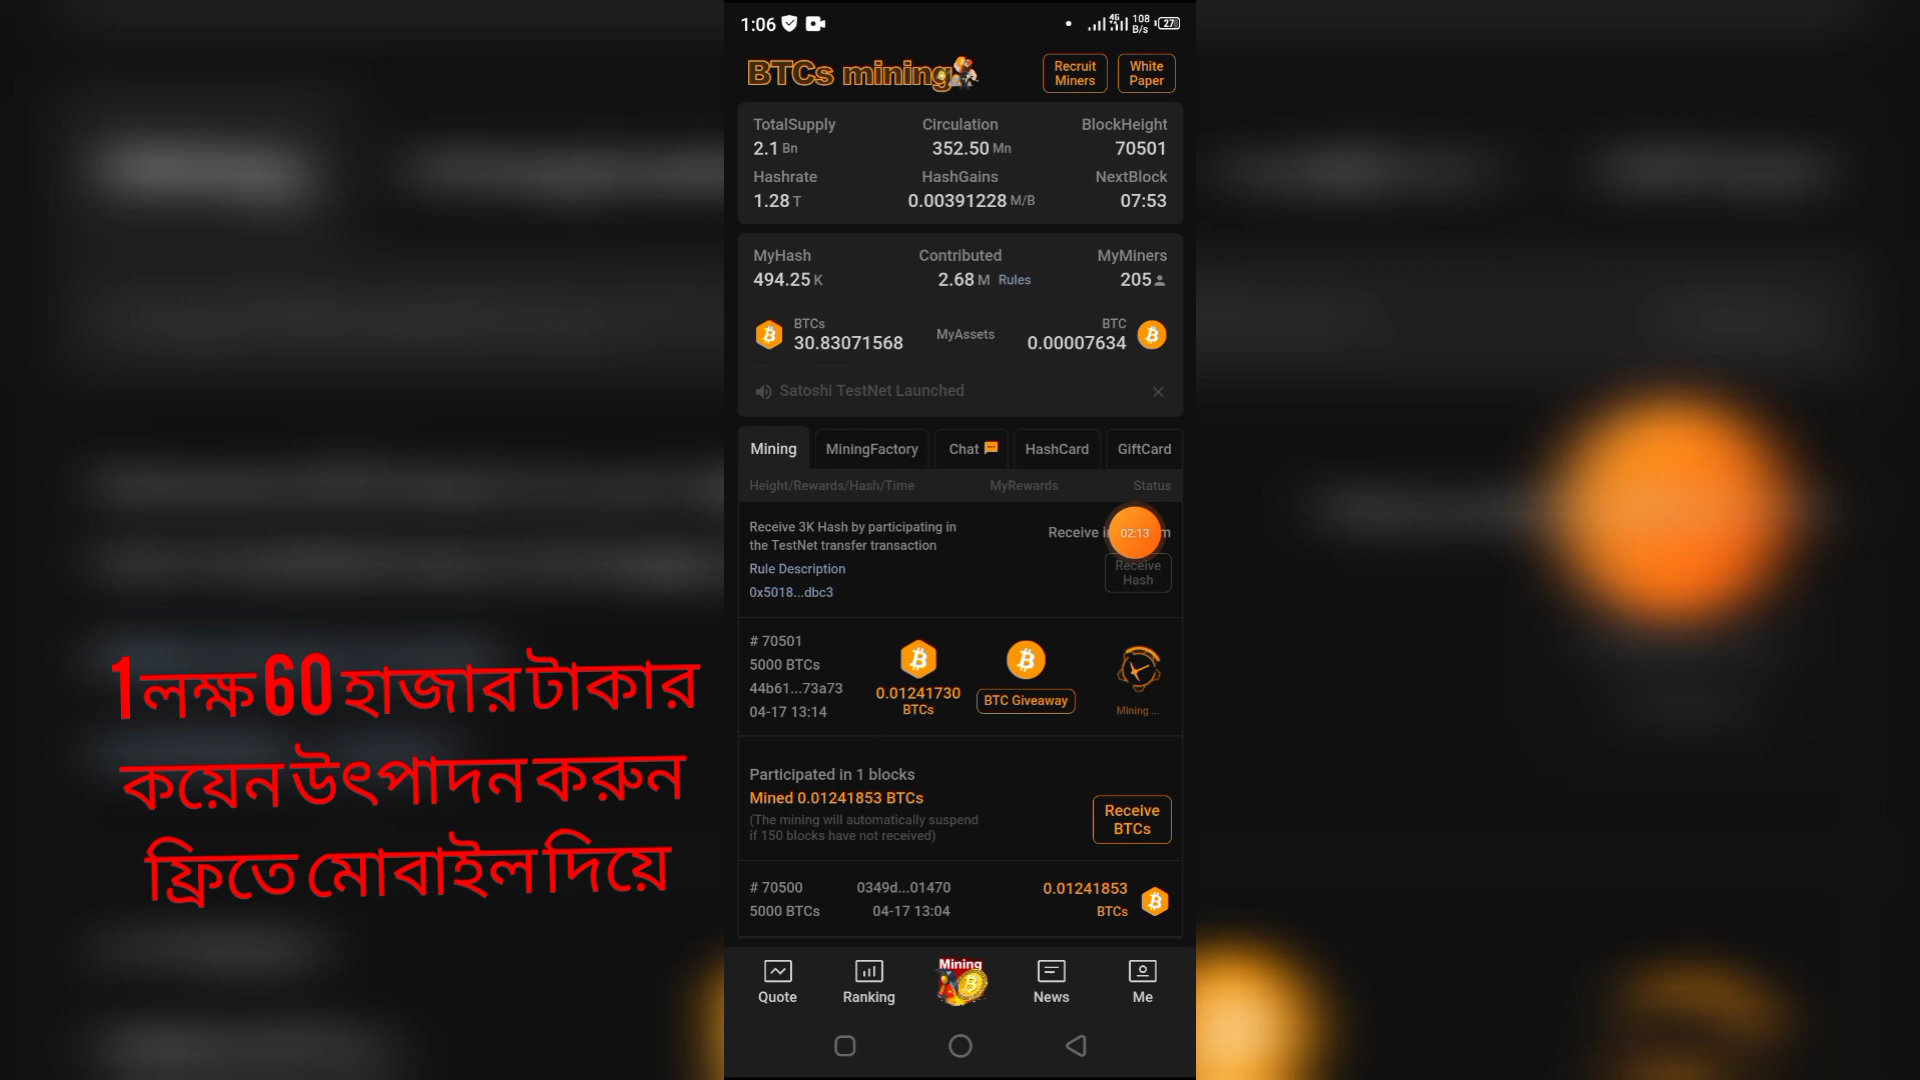 1:06 108 B/s 27
BTCs mining Recruit Miners White Paper
TotalSupply Circulation BlockHeight
2.1 Bn 352.50 Mn 70501
Hashrate HashGains NextBlock
1.28 T 0.00391228 M/B 07:53
MyHash Contributed MyMiners
494.25 K 2.68 M Rules 205
BTCs MyAssets BTC
30.83071568 0.00007634
Satoshi TestNet Launched
Mining MiningFactory Chat HashCard GiftCard
Height/Rewards/Hash/Time MyRewards Status
Receive 3K Hash by participating in
the TestNet transfer transaction
Receive 02:13
Receive Hash
Rule Description
0x5018...dbc3
# 70501
5000 BTCs
44b61...73a73
04-17 13:14
0.01241730
BTCs
BTC Giveaway
Mining ...
Participated in 1 blocks
Mined 0.01241853 BTCs
(The mining will automatically suspend
if 150 blocks have not received)
Receive BTCs
# 70500 0349d...01470 0.01241853
5000 BTCs 04-17 13:04 BTCs
Mining
Quote Ranking News Me
1 লক্ষ 60 হাজার টাকার
কয়েন উৎপাদন করুন
ফ্রিতে মোবাইল দিয়ে